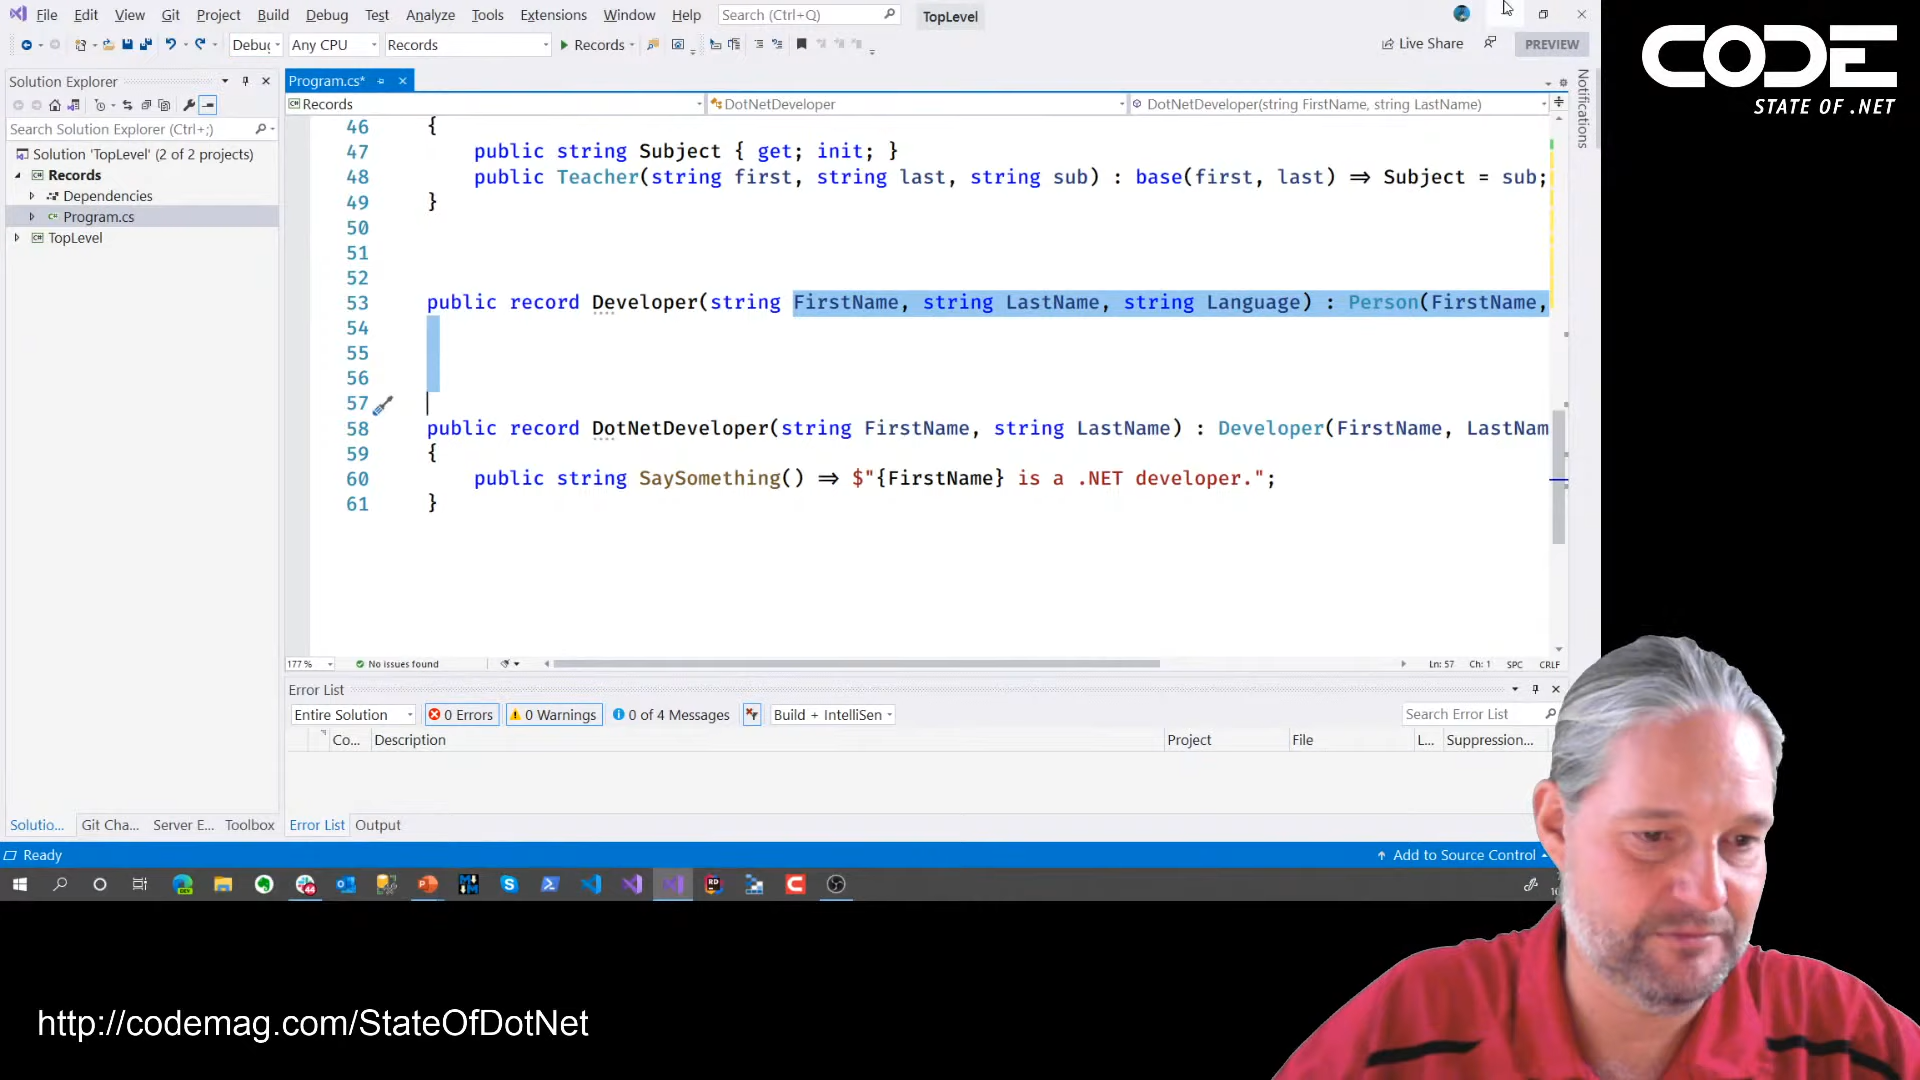 File Edit View Git Project Build Debug Test Analyze Tools Extensions Window Help Search (Ctrl+Q) TopLevel
Debug Any CPU Records Records Live Share PREVIEW
CODE
STATE OF .NET
Solution Explorer
Search Solution Explorer (Ctrl+;)
Solution 'TopLevel' (2 of 2 projects)
Records
Dependencies
Program.cs
TopLevel
Program.cs*
Records DotNetDeveloper DotNetDeveloper(string FirstName, string LastName)
Notifications
46 {
47 public string Subject { get; init; }
48 public Teacher(string first, string last, string sub) : base(first, last) => Subject = sub;
49 }
50
51
52
53 public record Developer(string FirstName, string LastName, string Language) : Person(FirstName,
54
55
56
57
58 public record DotNetDeveloper(string FirstName, string LastName) : Developer(FirstName, LastNam
59 {
60 public string SaySomething() => $"{FirstName} is a .NET developer.";
61 }
177 % No issues found Ln: 57 Ch: 1 SPC CRLF
Error List
Entire Solution 0 Errors 0 Warnings 0 of 4 Messages Build + IntelliSen Search Error List
Co... Description Project File L... Suppression...
Solutio... Git Cha... Server E... Toolbox Error List Output
Ready Add to Source Control
http://codemag.com/StateOfDotNet